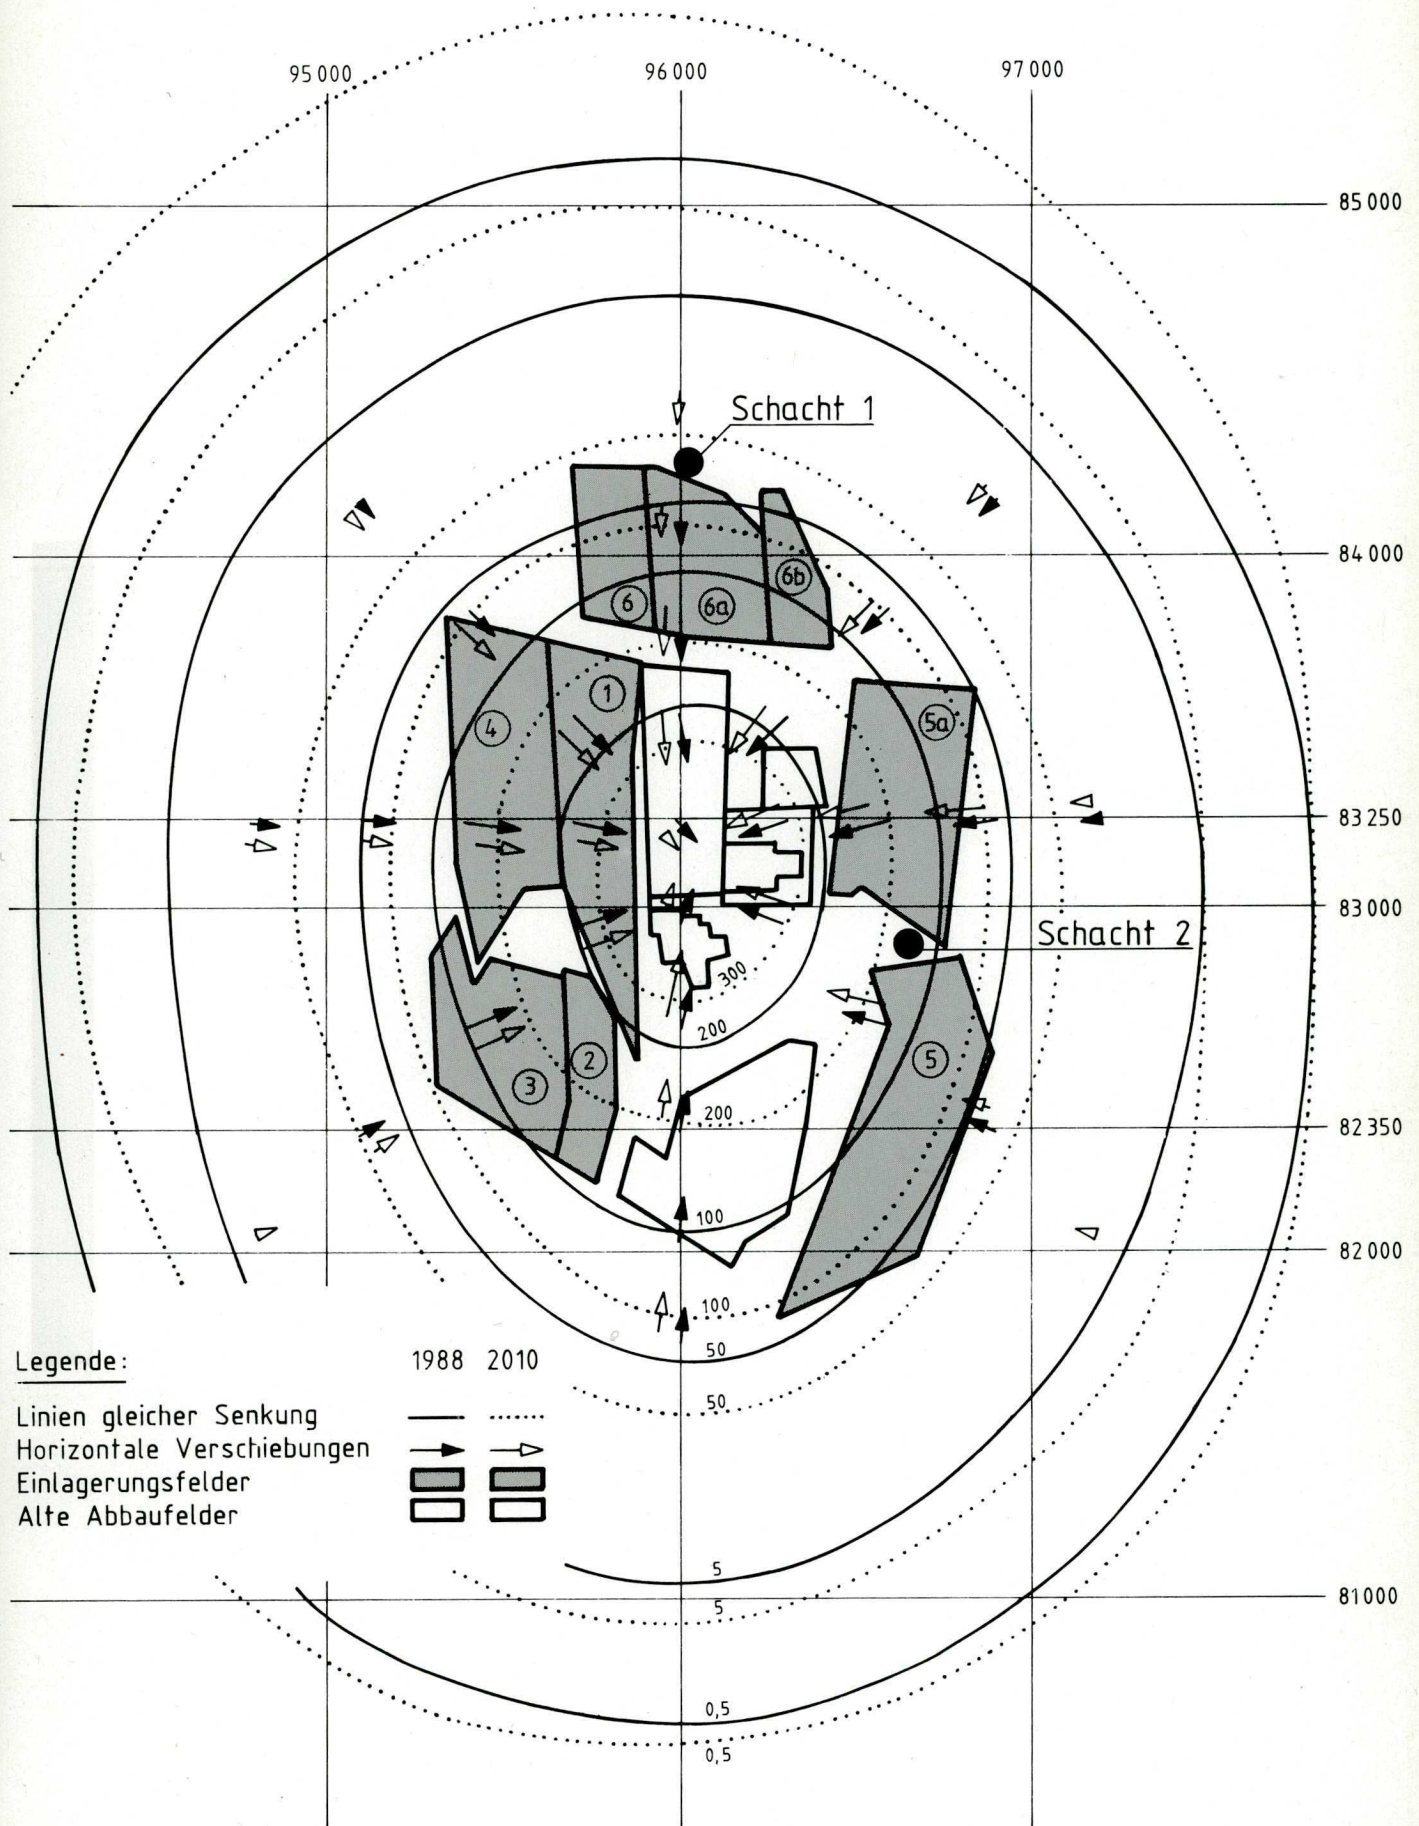 95 000 96 000 97 000
85 000
Schacht 1
84 000
6b
6 6a
1
5a
4
83 250
83 000
Schacht 2
300
200
2
5
3
200
82 350
100
82 000
100
50
Legende: 1988 2010
50
Linien gleicher Senkung
Horizontale Verschiebungen
Einlagerungsfelder
Alte Abbaufelder
5
5
81 000
0,5
0,5